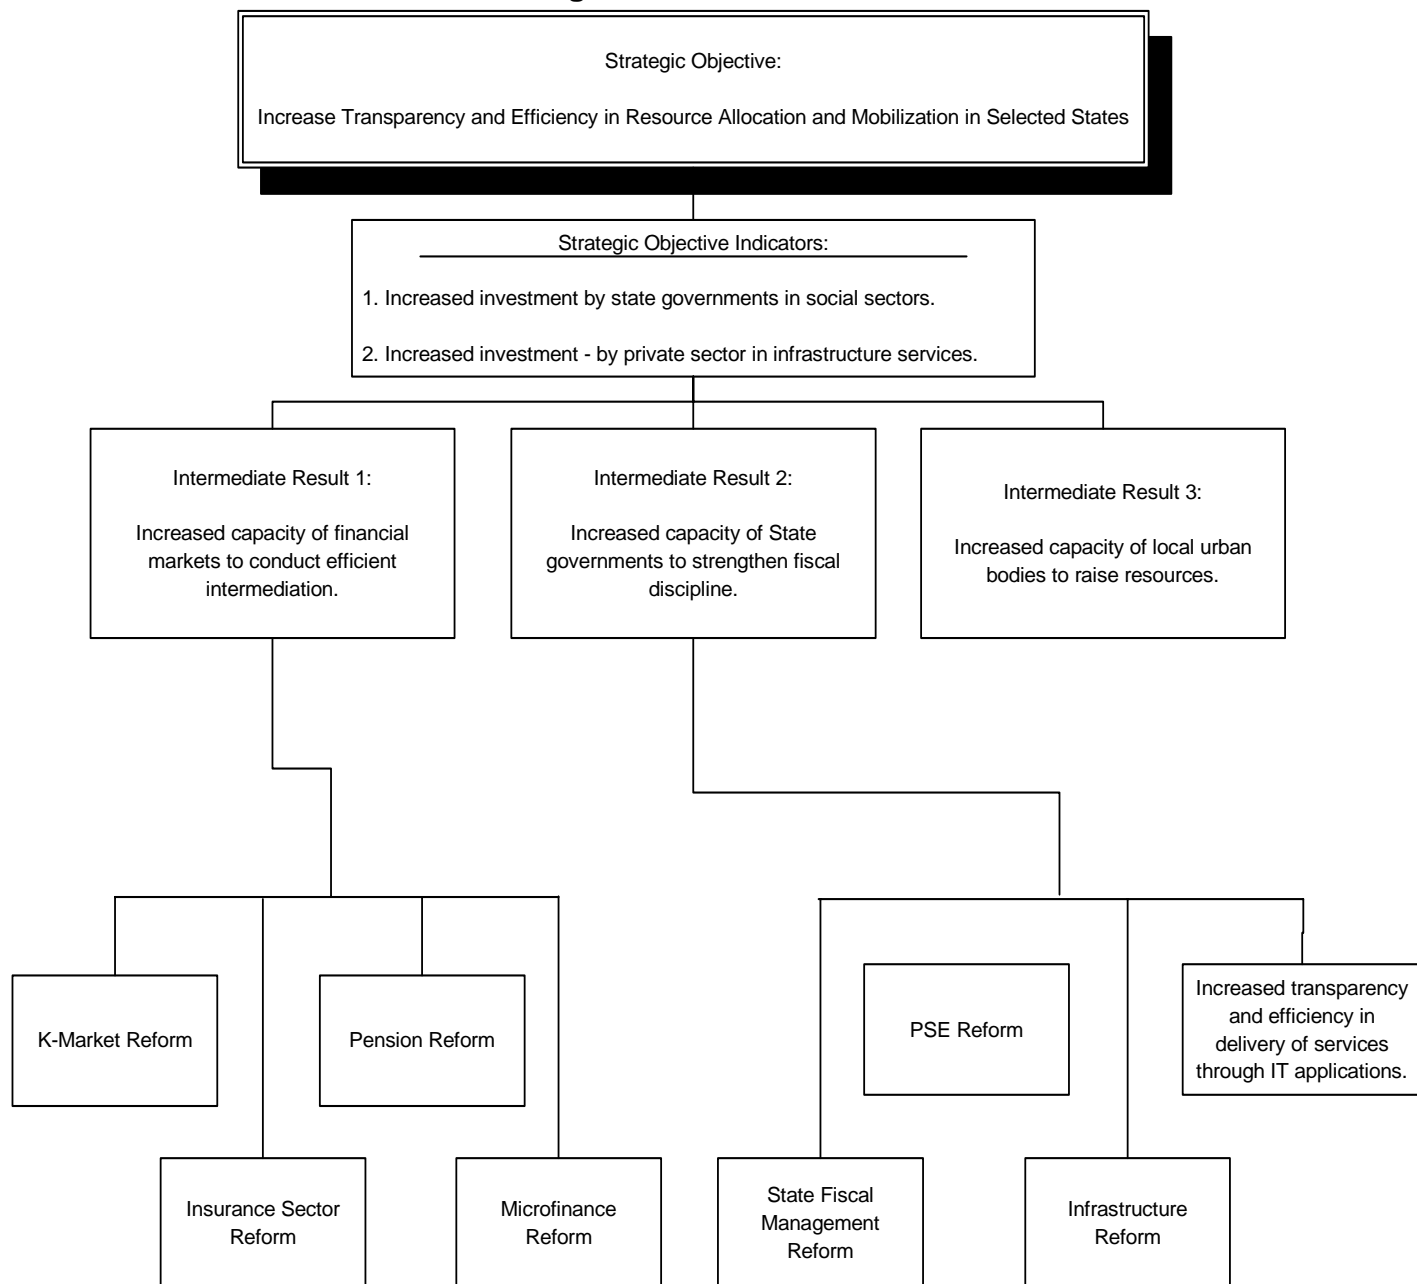 Strategic Objective:
Increase Transparency and Efficiency in Resource Allocation and Mobilization in Selected States
Strategic Objective Indicators:
1. Increased investment by state governments in social sectors.
2. Increased investment - by private sector in infrastructure services.
Intermediate Result 1:
Increased capacity of financial
markets to conduct efficient
intermediation.
Intermediate Result 2:
Increased capacity of State
governments to strengthen fiscal
discipline.
Intermediate Result 3:
Increased capacity of local urban
bodies to raise resources.
K-Market Reform
Pension Reform
PSE Reform
Increased transparency
and efficiency in
delivery of services
through IT applications.
Insurance Sector
Reform
Microfinance
Reform
State Fiscal
Management
Reform
Infrastructure
Reform